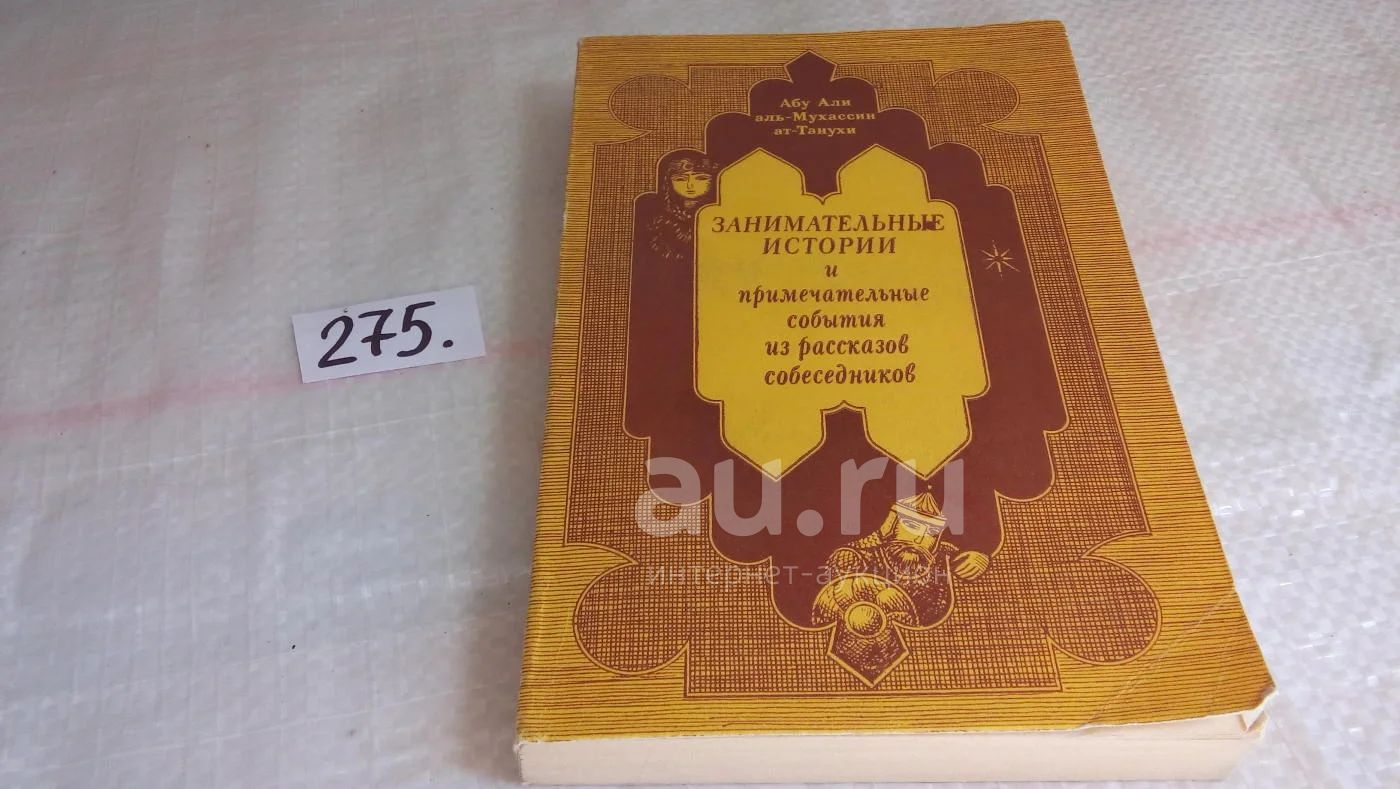 275.
Абу Али
аль-Мухассин
ат-Танухи
ЗАНИМАТЕЛЬНЫЕ
ИСТОРИИ
и
примечательные
события
из рассказов
собеседников
au.ru
интернет-аукцион